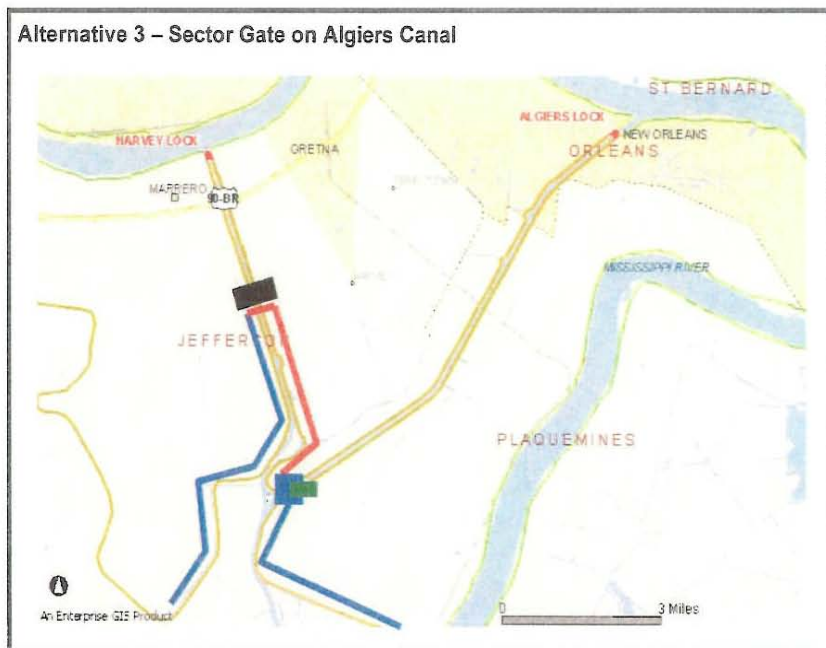 Alternative 3 – Sector Gate on Algiers Canal
ST BERNARD
ALGIERS LOCK
NEW ORLEANS
ORLEANS
HARVEY LOCK
GRETNA
MARRERO
90-BR
MISSISSIPPI RIVER
JEFFERSON
PLAQUEMINES
An Enterprise GIS Product
0 3 Miles